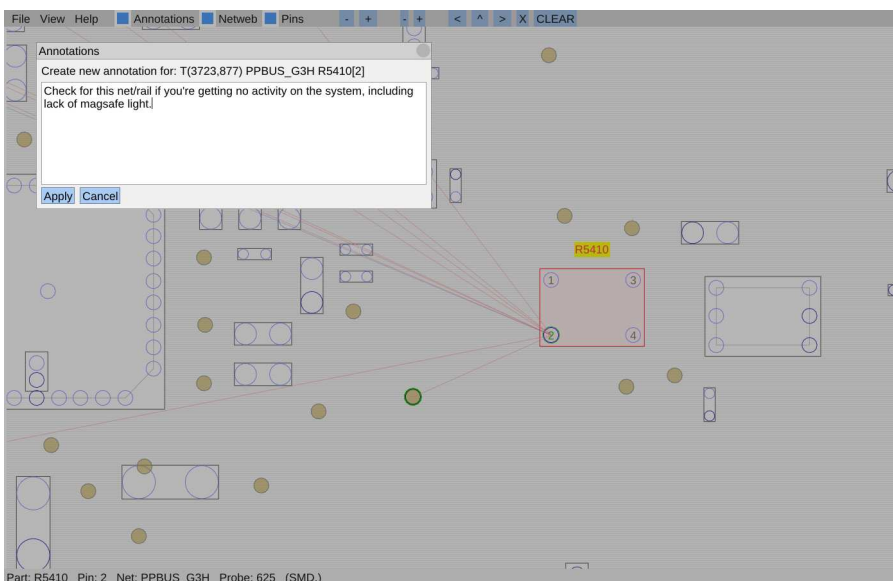 File View Help Annotations Netweb Pins - + - + < ^ > X CLEAR
Annotations
Create new annotation for: T(3723,877) PPBUS_G3H R5410[2]
Check for this net/rail if you're getting no activity on the system, including
lack of magsafe light.
Apply Cancel
R5410
1 3
2 4
Part: R5410 Pin: 2 Net: PPBUS_G3H Probe: 625 (SMD.)